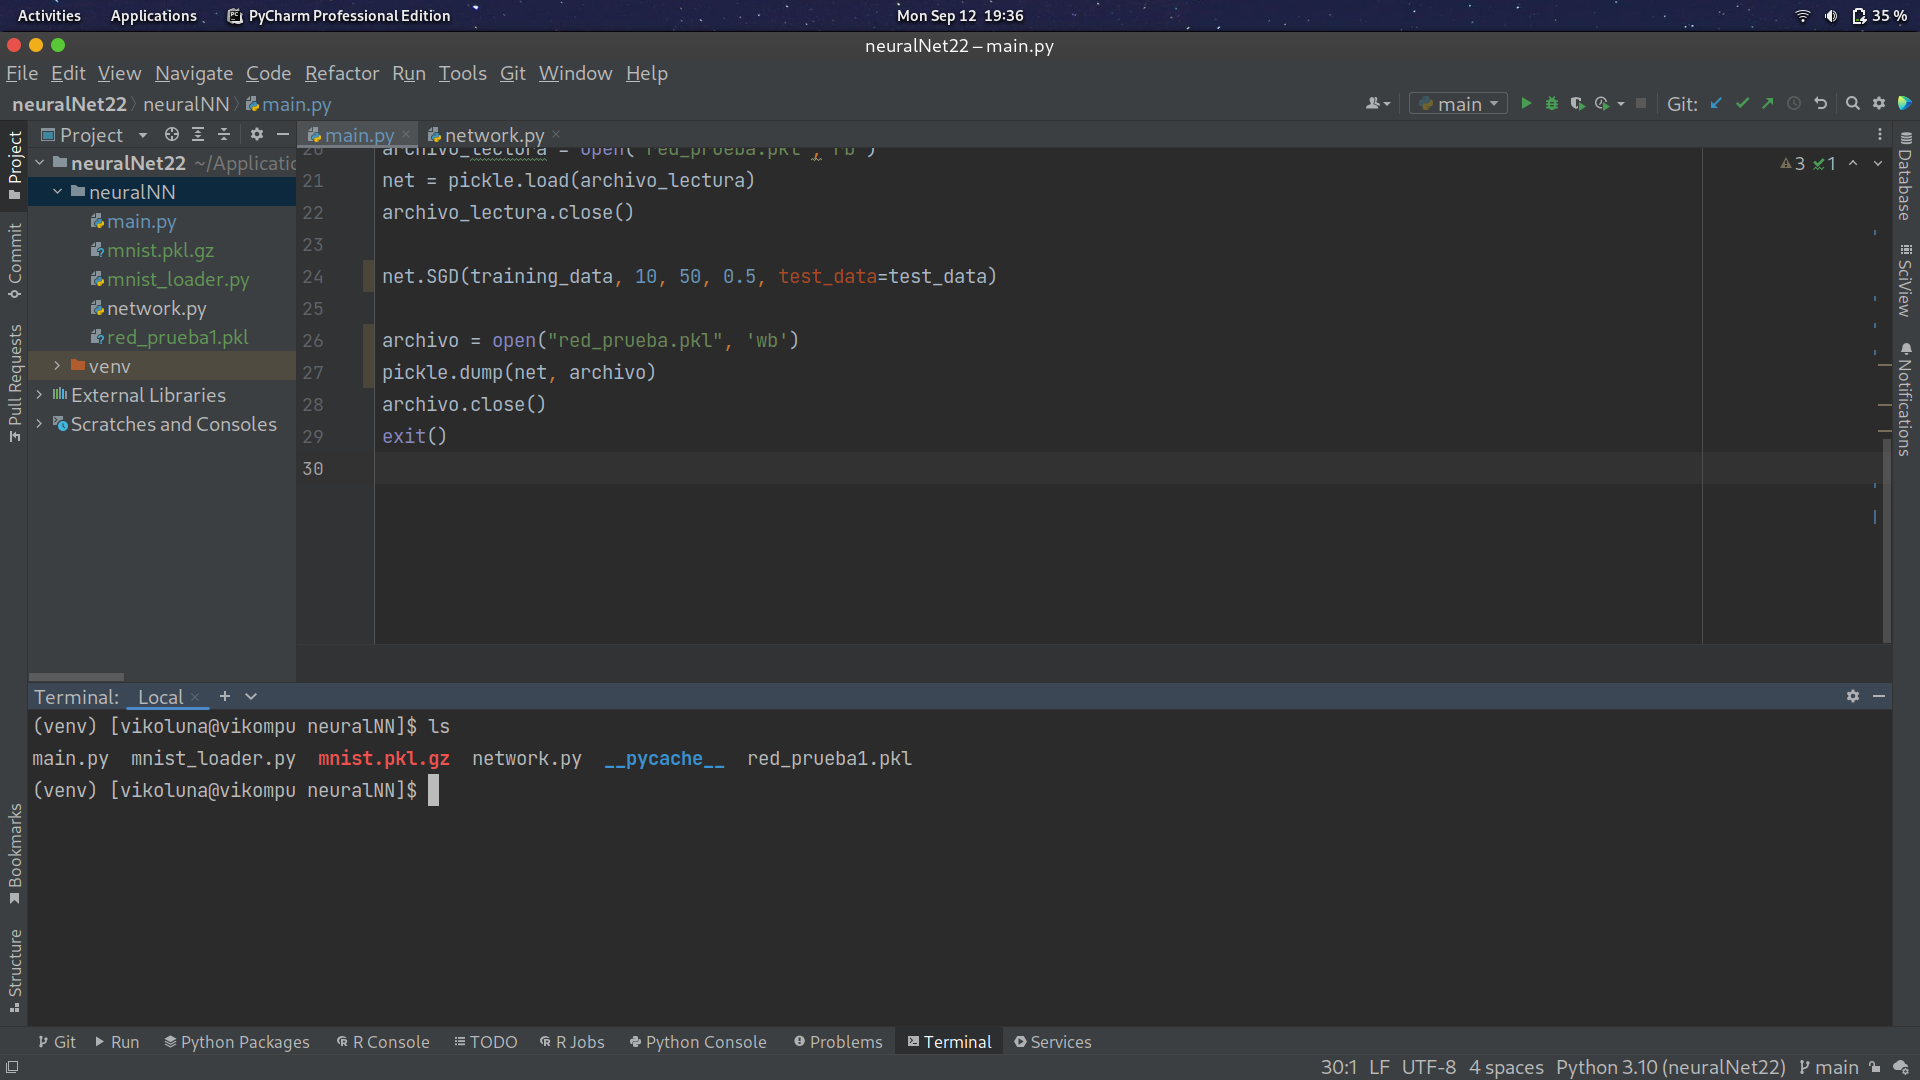 Activities Applications PyCharm Professional Edition Mon Sep 12 19:36 35 %
neuralNet22 – main.py
File Edit View Navigate Code Refactor Run Tools Git Window Help
neuralNet22 neuralNN main.py main Git:
Project main.py network.py
neuralNet22 ~/Applicatio
neuralNN
main.py
mnist.pkl.gz
mnist_loader.py
network.py
red_prueba1.pkl
venv
External Libraries
Scratches and Consoles
Project
Commit
Pull Requests
Bookmarks
Structure
20 archivo_lectura = open("red_prueba.pkl", 'rb')
21 net = pickle.load(archivo_lectura)
22 archivo_lectura.close()
23
24 net.SGD(training_data, 10, 50, 0.5, test_data=test_data)
25
26 archivo = open("red_prueba.pkl", 'wb')
27 pickle.dump(net, archivo)
28 archivo.close()
29 exit()
30
3 1
Database
SciView
Notifications
Terminal: Local
(venv) [vikoluna@vikompu neuralNN]$ ls
main.py mnist_loader.py mnist.pkl.gz network.py __pycache__ red_prueba1.pkl
(venv) [vikoluna@vikompu neuralNN]$
Git Run Python Packages R Console TODO R Jobs Python Console Problems Terminal Services
30:1 LF UTF-8 4 spaces Python 3.10 (neuralNet22) main